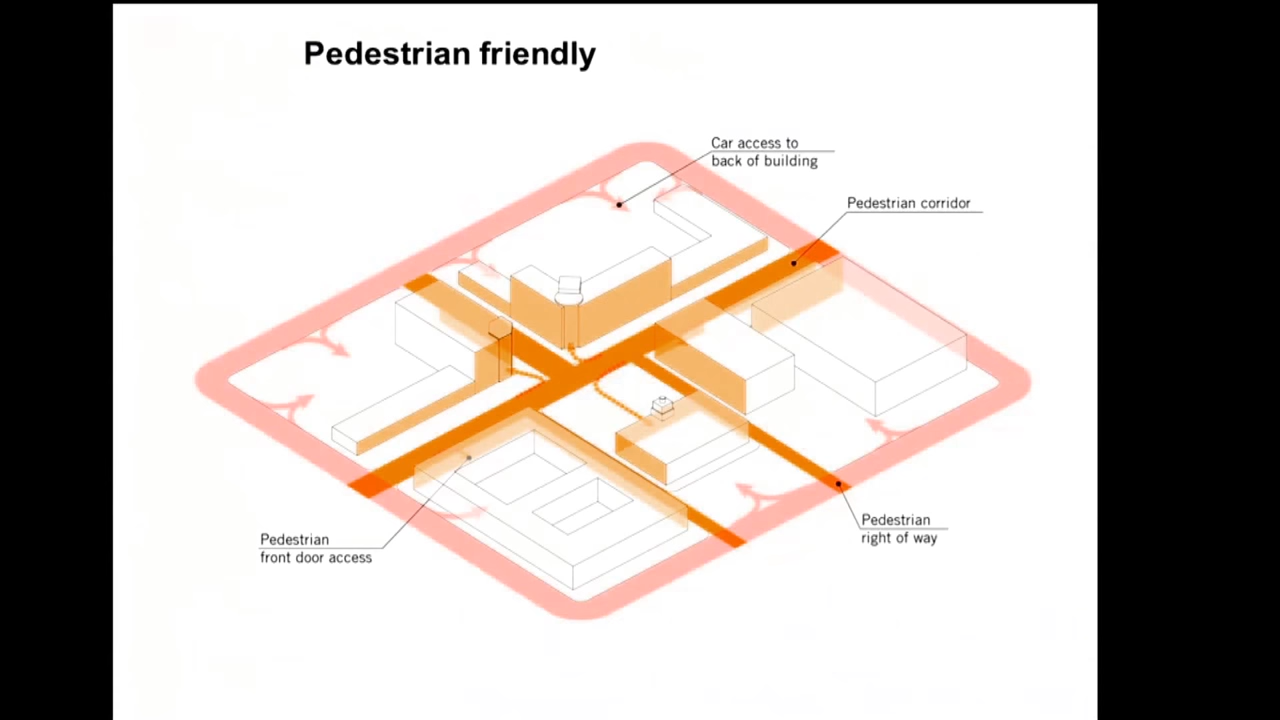 Pedestrian friendly
Car access to
back of building
Pedestrian corridor
Pedestrian
front door access
Pedestrian
right of way